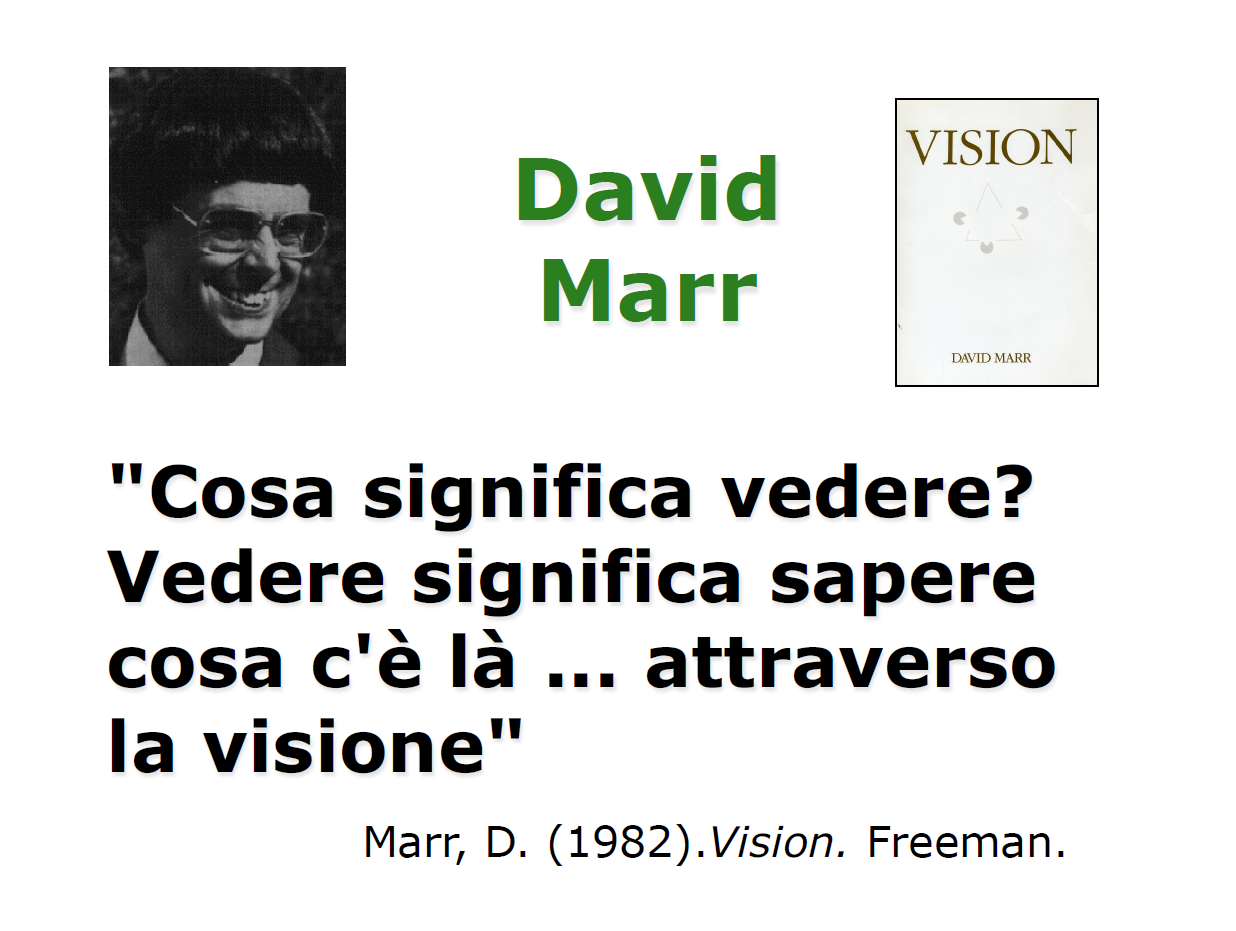 David
Marr
VISION
DAVID MARR
"Cosa significa vedere?
Vedere significa sapere
cosa c'è là ... attraverso
la visione"
Marr, D. (1982).Vision. Freeman.